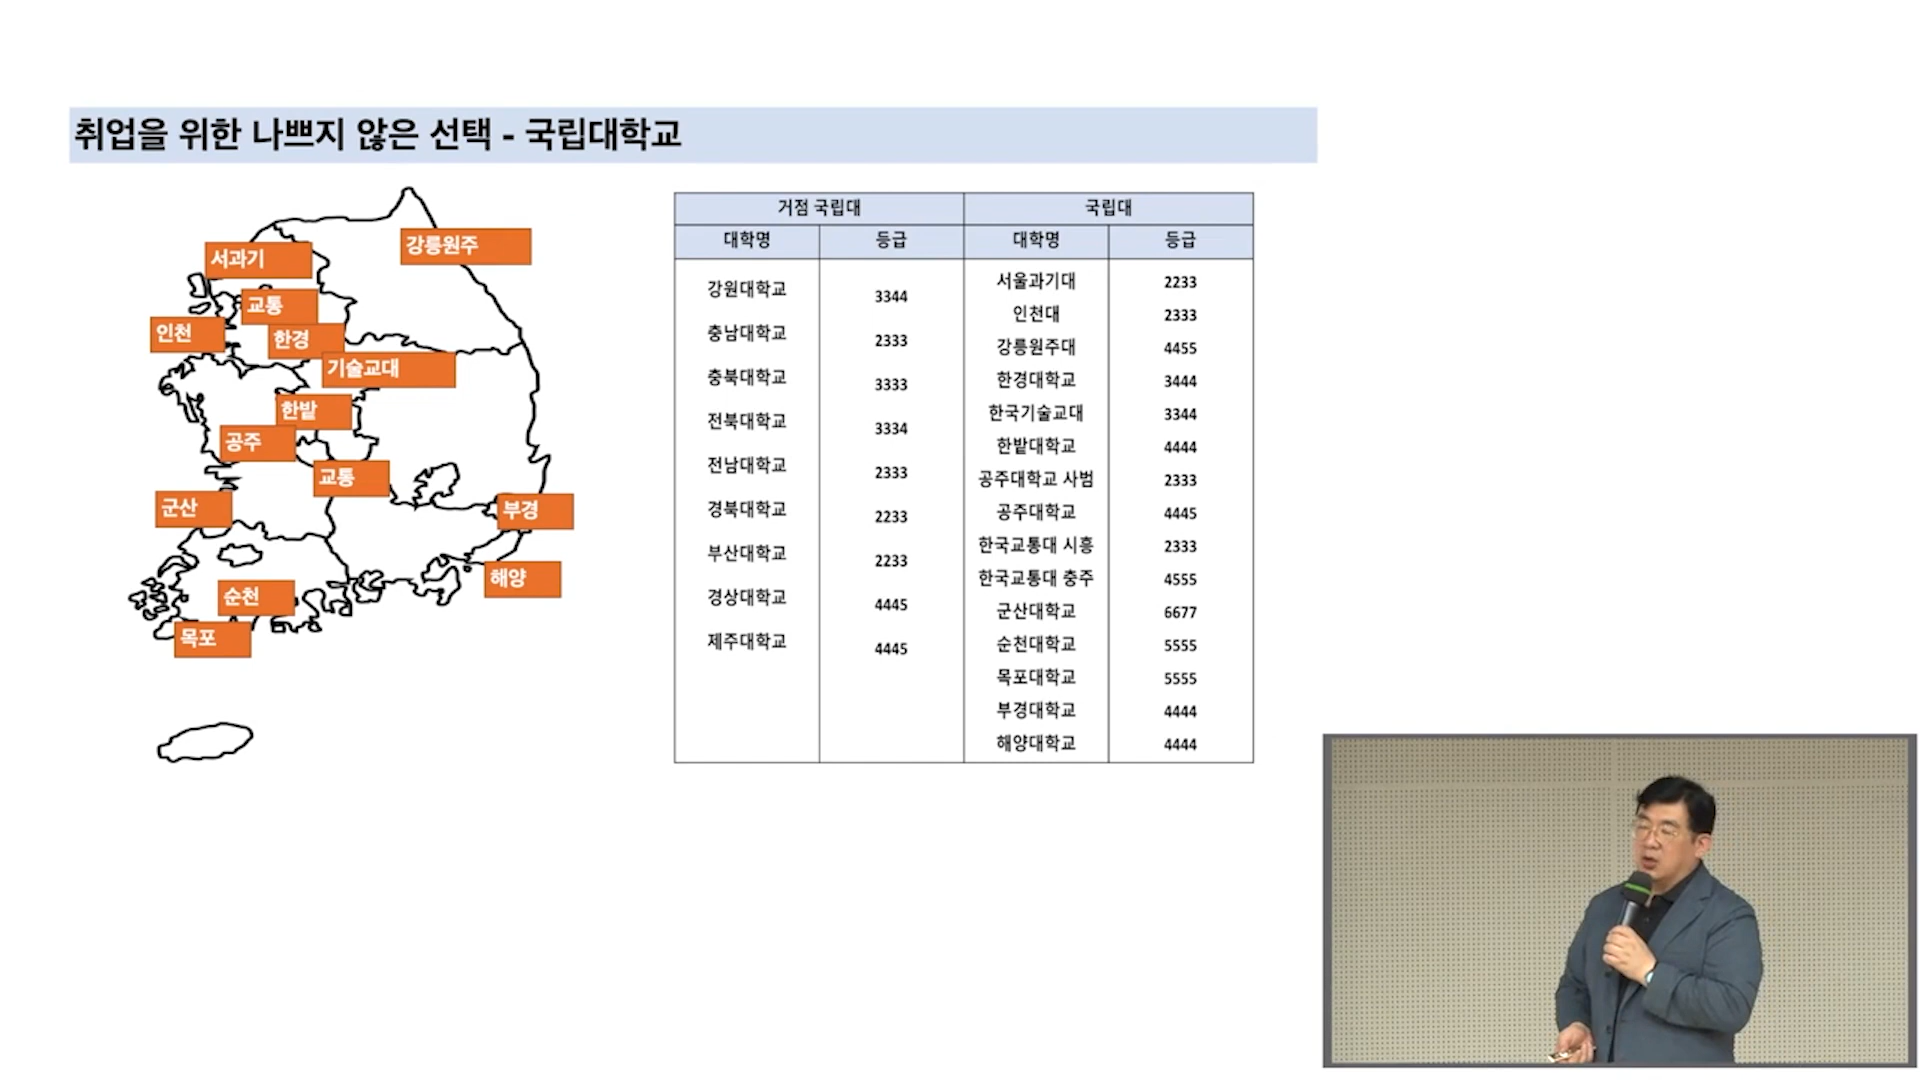 취업을 위한 나쁘지 않은 선택 - 국립대학교
서과기
강릉원주
교통
인천
한경
기술교대
한밭
공주
교통
군산
부경
해양
순천
목포
거점 국립대 국립대
대학명 등급 대학명 등급
강원대학교 3344
충남대학교 2333
충북대학교 3333
전북대학교 3334
전남대학교 2333
경북대학교 2233
부산대학교 2233
경상대학교 4445
제주대학교 4445
서울과기대 2233
인천대 2333
강릉원주대 4455
한경대학교 3444
한국기술교대 3344
한밭대학교 4444
공주대학교 사범 2333
공주대학교 4445
한국교통대 시흥 2333
한국교통대 충주 4555
군산대학교 6677
순천대학교 5555
목포대학교 5555
부경대학교 4444
해양대학교 4444